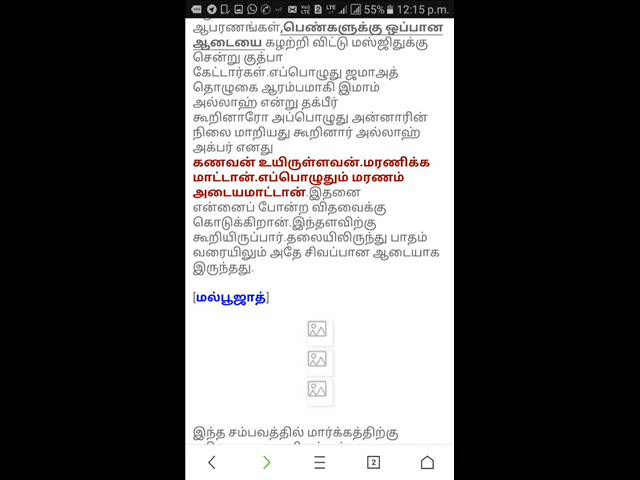 55% 12:15 p.m.
ஆபரணங்கள்,பெண்களுக்கு ஒப்பான
ஆடையை கழற்றி விட்டு மஸ்ஜிதுக்கு
சென்று குத்பா
கேட்டார்கள்.எப்பொழுது ஜமாஅத்
தொழுகை ஆரம்பமாகி இமாம்
அல்லாஹ் என்று தக்பீர்
கூறினாரோ அப்பொழுது அன்னாரின்
நிலை மாறியது கூறினார் அல்லாஹ்
அக்பர் எனது
கணவன் உயிருள்ளவன்.மரணிக்க
மாட்டான்.எப்பொழுதும் மரணம்
அடையமாட்டான்.இதனை
என்னைப் போன்ற விதவைக்கு
கொடுக்கிறான்.இந்தளவிற்கு
கூறியிருப்பார்.தலையிலிருந்து பாதம்
வரையிலும் அதே சிவப்பான ஆடையாக
இருந்தது.
[மல்பூஜாத்]
இந்த சம்பவத்தில் மார்க்கத்திற்கு
2